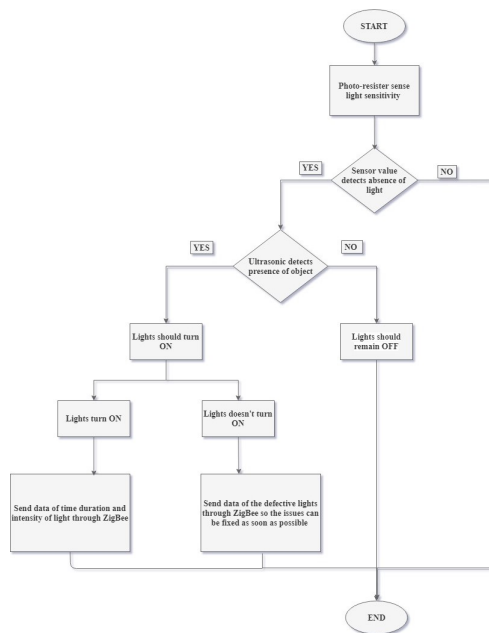 START
Photo-resister sense
light sensitivity
Sensor value
detects absence of
light
YES
NO
Ultrasonic detects
presence of object
YES
NO
Lights should turn
ON
Lights should
remain OFF
Lights turn ON
Lights doesn't turn
ON
Send data of time duration and
intensity of light through ZigBee
Send data of the defective lights
through ZigBee so the issues can
be fixed as soon as possible
END